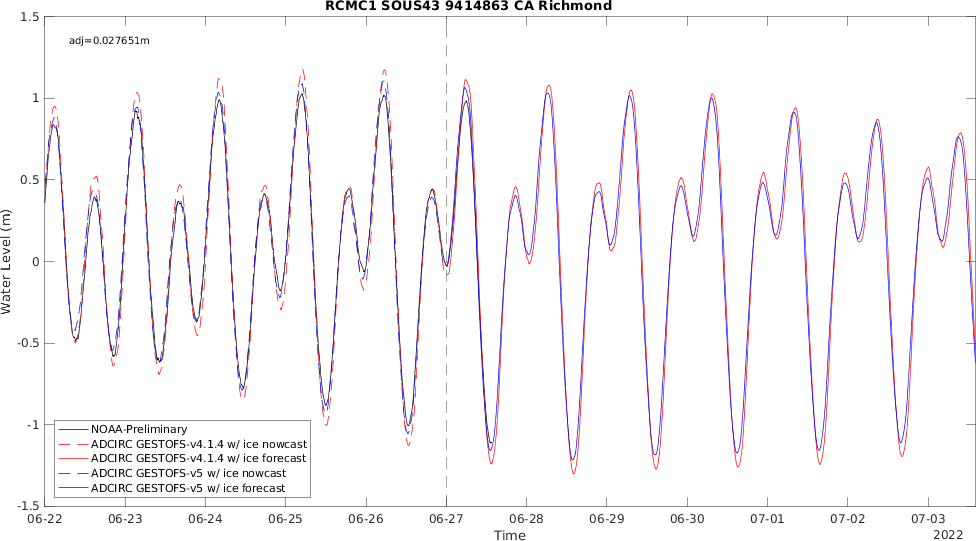 RCMC1 SOUS43 9414863 CA Richmond
adj=0.027651m
1.5
1
0.5
0
-0.5
-1
-1.5
Water Level (m)
NOAA-Preliminary
ADCIRC GESTOFS-v4.1.4 w/ ice nowcast
ADCIRC GESTOFS-v4.1.4 w/ ice forecast
ADCIRC GESTOFS-v5 w/ ice nowcast
ADCIRC GESTOFS-v5 w/ ice forecast
06-22 06-23 06-24 06-25 06-26 06-27 06-28 06-29 06-30 07-01 07-02 07-03
Time
2022